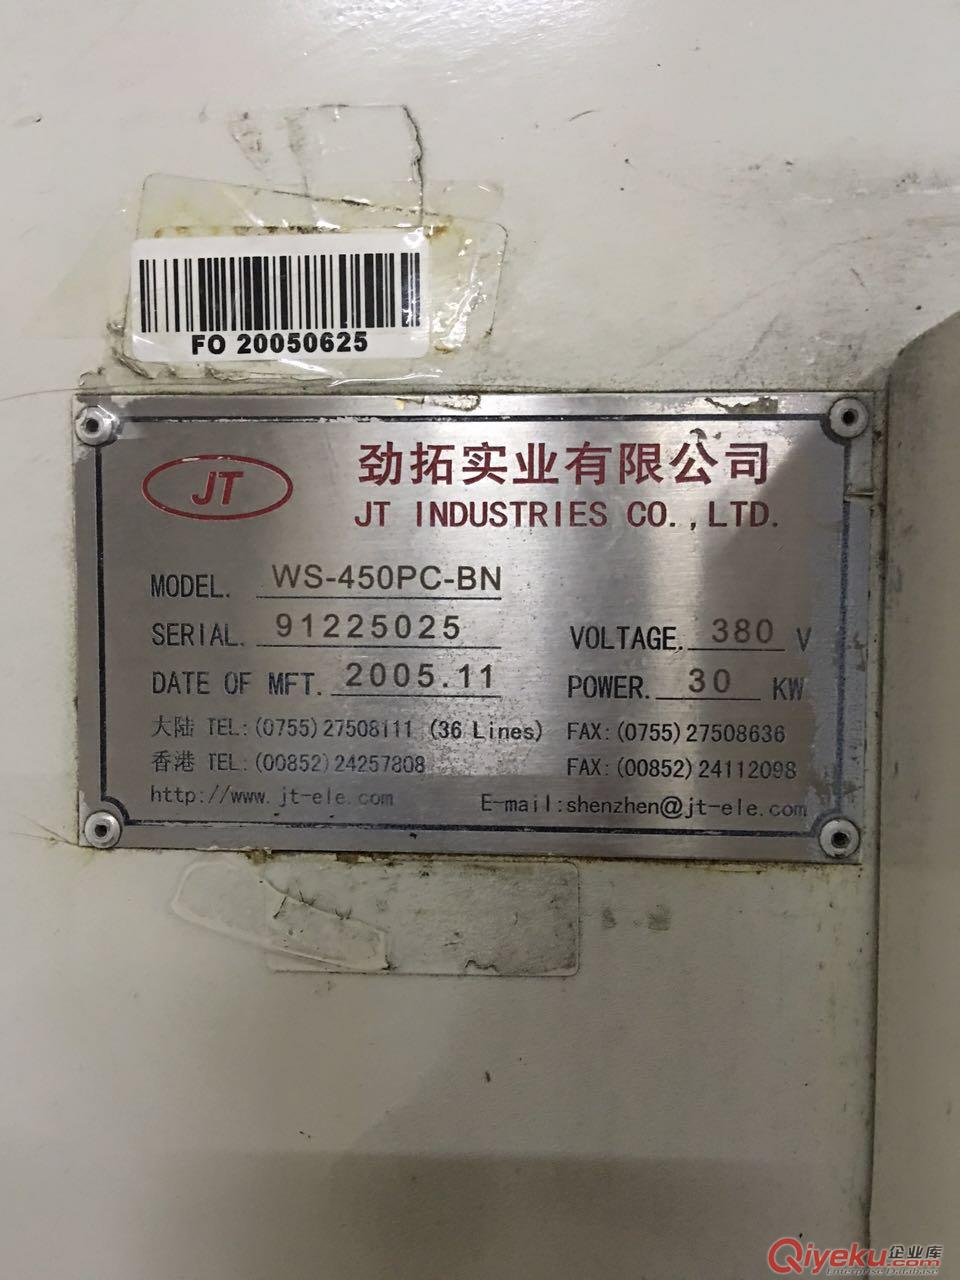 FO 20050625
JT
劲拓实业有限公司
JT INDUSTRIES CO.,LTD.
MODEL. WS-450PC-BN
SERIAL. 91225025
VOLTAGE. 380 V
DATE OF MFT. 2005.11
POWER. 30 KW
大陆 TEL:(0755)27508111 (36 Lines) FAX:(0755)27508636
香港 TEL:(00852)24257808 FAX:(00852)24112098
http://www.jt-ele.com E-mail:shenzhen@jt-ele.com
Qiyeku.com 企业库
Enterprise Database